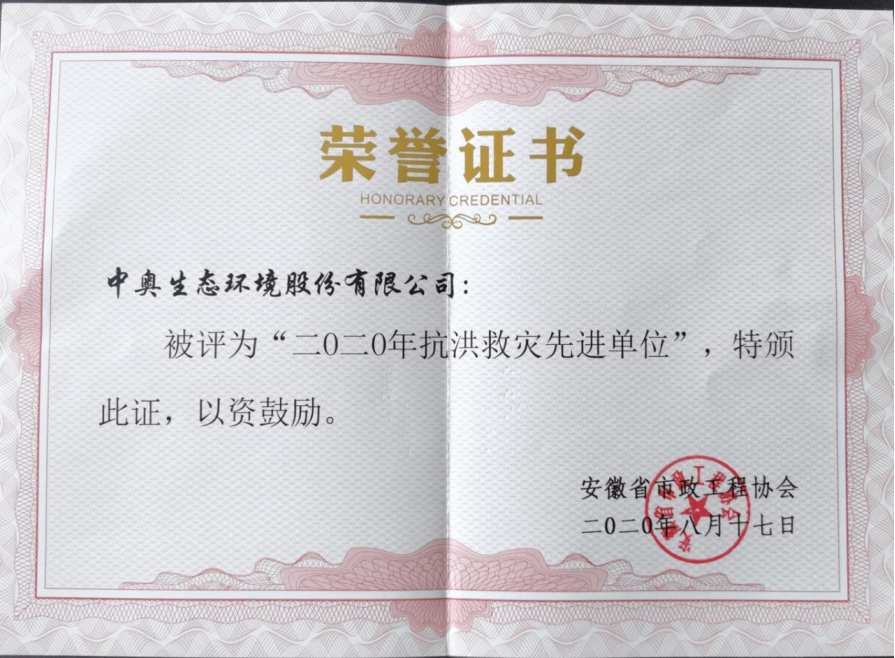 荣誉证书
HONORARY CREDENTIAL
中奥生态环境股份有限公司：
被评为“二0二0年抗洪救灾先进单位”，特颁
此证，以资鼓励。
安徽省市政工程协会
二0二0年八月十七日